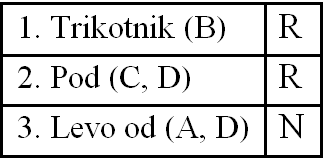 1. Trikotnik (B) R
2. Pod (C, D) R
3. Levo od (A, D) N